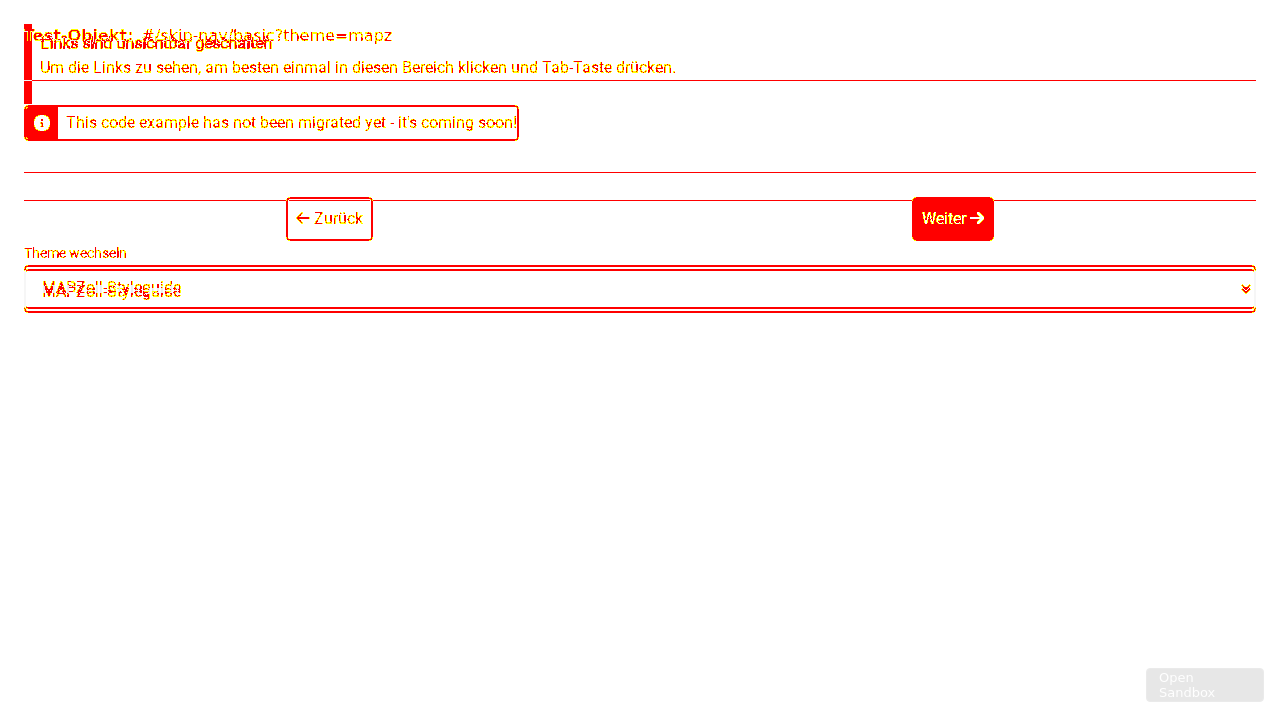 Test-Objekt: #/skin-nav/basic?theme=mapz
Links sind unsichtbar geschalten
Um die Links zu sehen, am besten einmal in diesen Bereich klicken und Tab-Taste drücken.
This code example has not been migrated yet - it's coming soon!
← Zurück
Weiter →
Theme wechseln
Styleguide
Open
Sandbox